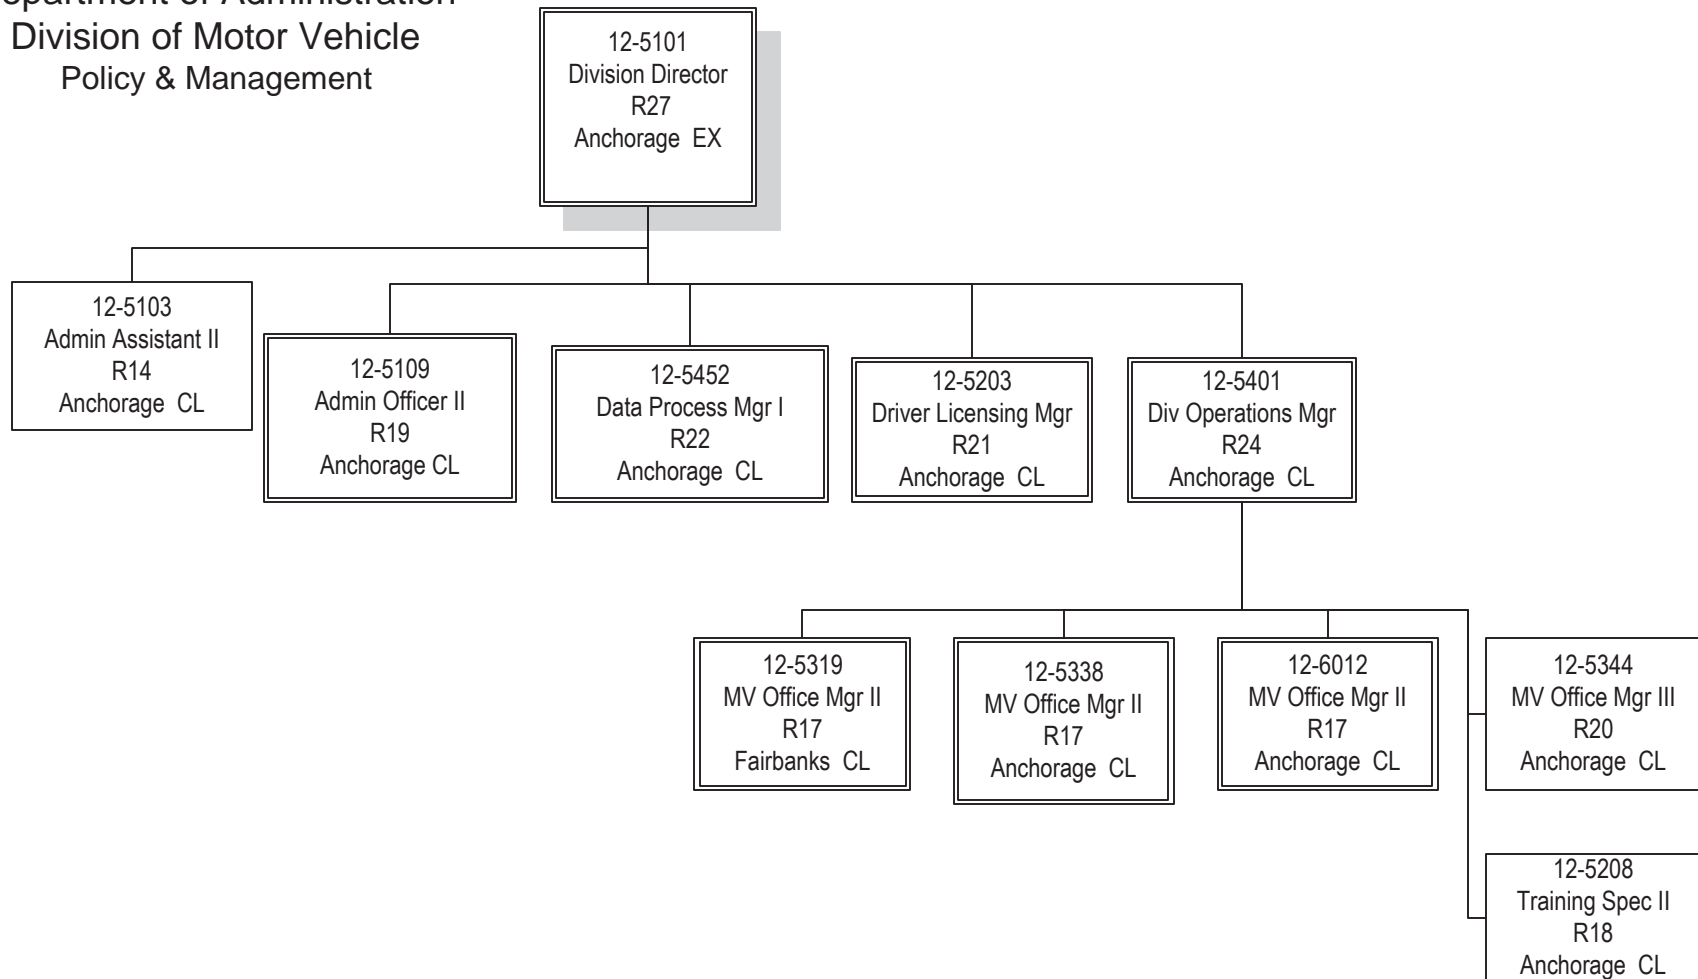 Division of Motor Vehicle
Policy & Management
12-5101
Division Director
R27
Anchorage EX
12-5103
Admin Assistant II
R14
Anchorage CL
12-5109
Admin Officer II
R19
Anchorage CL
12-5452
Data Process Mgr I
R22
Anchorage CL
12-5203
Driver Licensing Mgr
R21
Anchorage CL
12-5401
Div Operations Mgr
R24
Anchorage CL
12-5319
MV Office Mgr II
R17
Fairbanks CL
12-5338
MV Office Mgr II
R17
Anchorage CL
12-6012
MV Office Mgr II
R17
Anchorage CL
12-5344
MV Office Mgr III
R20
Anchorage CL
12-5208
Training Spec II
R18
Anchorage CL